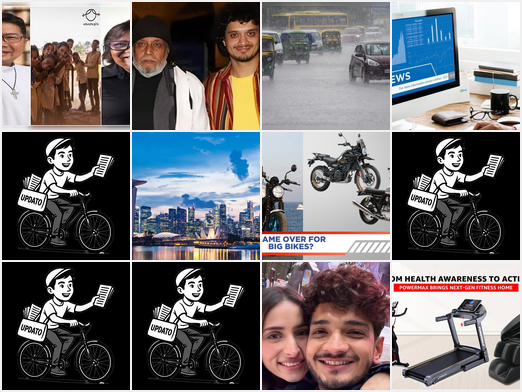 EWS
UPDATO
AME OVER FOR
BIG BIKES?
UPDATO
UPDATO
UPDATO
OM HEALTH AWARENESS TO ACTI
POWERMAX BRINGS NEXT-GEN FITNESS HOME